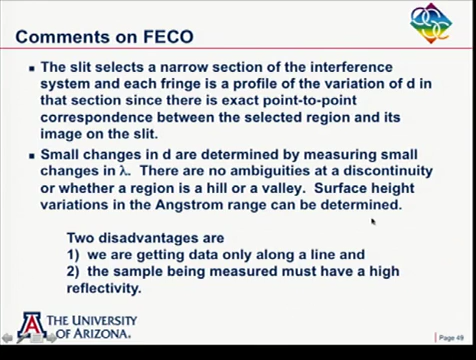 Comments on FECO
The slit selects a narrow section of the interference
system and each fringe is a profile of the variation of d in
that section since there is exact point-to-point
correspondence between the selected region and its
image on the slit.
Small changes in d are determined by measuring small
changes in λ. There are no ambiguities at a discontinuity
or whether a region is a hill or a valley. Surface height
variations in the Angstrom range can be determined.
Two disadvantages are
1) we are getting data only along a line and
2) the sample being measured must have a high
reflectivity.
A THE UNIVERSITY
OF ARIZONA.
Page 49